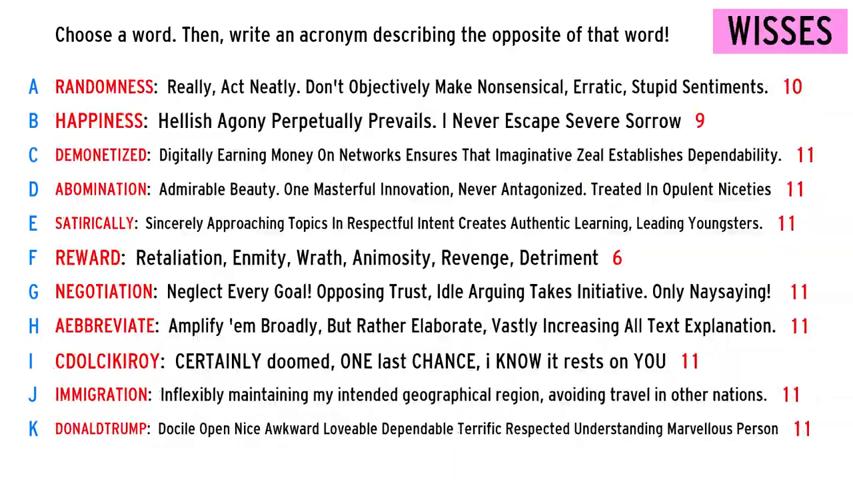 Choose a word. Then, write an acronym describing the opposite of that word!
WISSES
A RANDOMNESS: Really, Act Neatly. Don't Objectively Make Nonsensical, Erratic, Stupid Sentiments. 10
B HAPPINESS: Hellish Agony Perpetually Prevails. I Never Escape Severe Sorrow 9
C DEMONETIZED: Digitally Earning Money On Networks Ensures That Imaginative Zeal Establishes Dependability. 11
D ABOMINATION: Admirable Beauty. One Masterful Innovation, Never Antagonized. Treated In Opulent Niceties 11
E SATIRICALLY: Sincerely Approaching Topics In Respectful Intent Creates Authentic Learning, Leading Youngsters. 11
F REWARD: Retaliation, Enmity, Wrath, Animosity, Revenge, Detriment 6
G NEGOTIATION: Neglect Every Goal! Opposing Trust, Idle Arguing Takes Initiative. Only Naysaying! 11
H AEBBREVIATE: Amplify 'em Broadly, But Rather Elaborate, Vastly Increasing All Text Explanation. 11
I CDOLCIKIROY: CERTAINLY doomed, ONE last CHANCE, i KNOW it rests on YOU 11
J IMMIGRATION: Inflexibly maintaining my intended geographical region, avoiding travel in other nations. 11
K DONALDTRUMP: Docile Open Nice Awkward Loveable Dependable Terrific Respected Understanding Marvellous Person 11